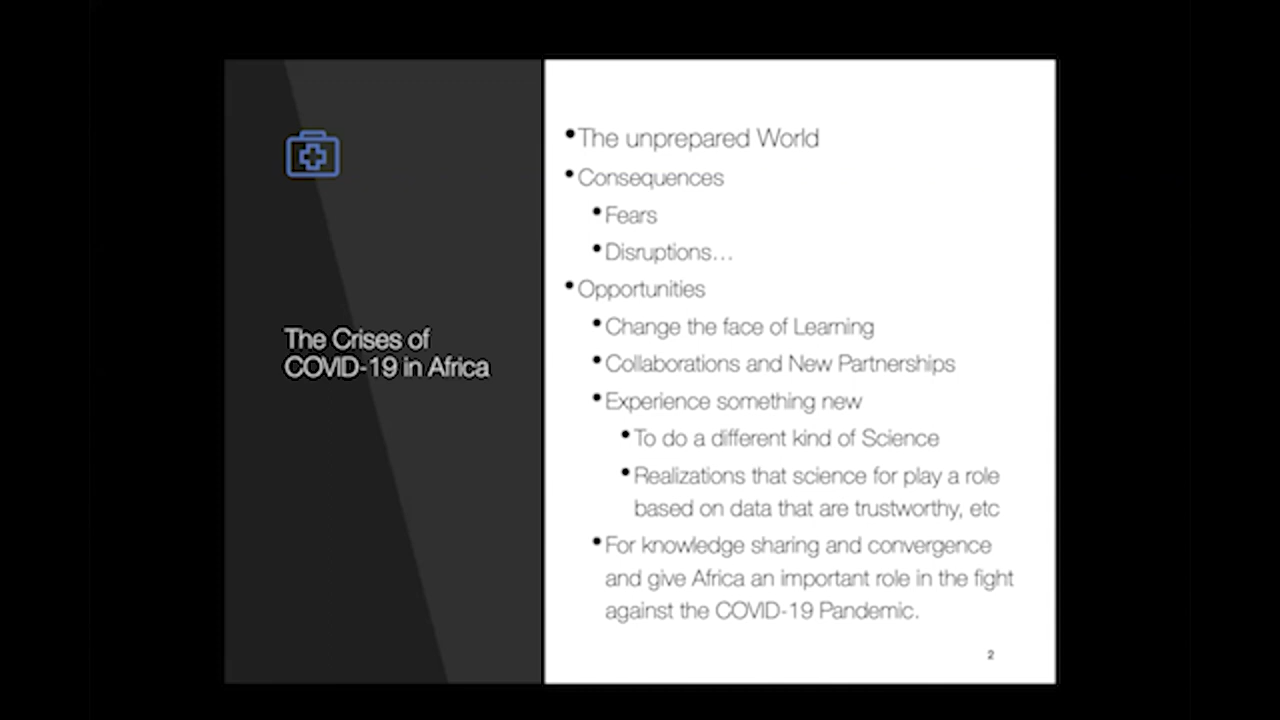 The Crises of
COVID-19 in Africa
•The unprepared World
•Consequences
•Fears
•Disruptions…
•Opportunities
•Change the face of Learning
•Collaborations and New Partnerships
•Experience something new
•To do a different kind of Science
•Realizations that science for play a role
based on data that are trustworthy, etc
•For knowledge sharing and convergence
and give Africa an important role in the fight
against the COVID-19 Pandemic.
2